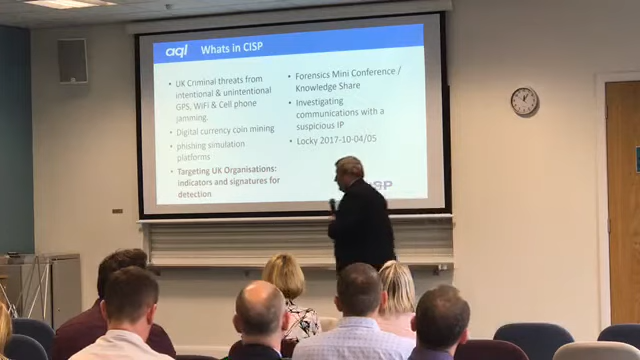 aql Whats in CISP
UK Criminal threats from
intentional & unintentional
GPS, WiFi & Cell phone
jamming.
Digital currency coin mining
phishing simulation
platforms
Targeting UK Organisations:
indicators and signatures for
detection
Forensics Mini Conference /
Knowledge Share
Investigating
communications with a
suspicious IP
Locky 2017-10-04/05